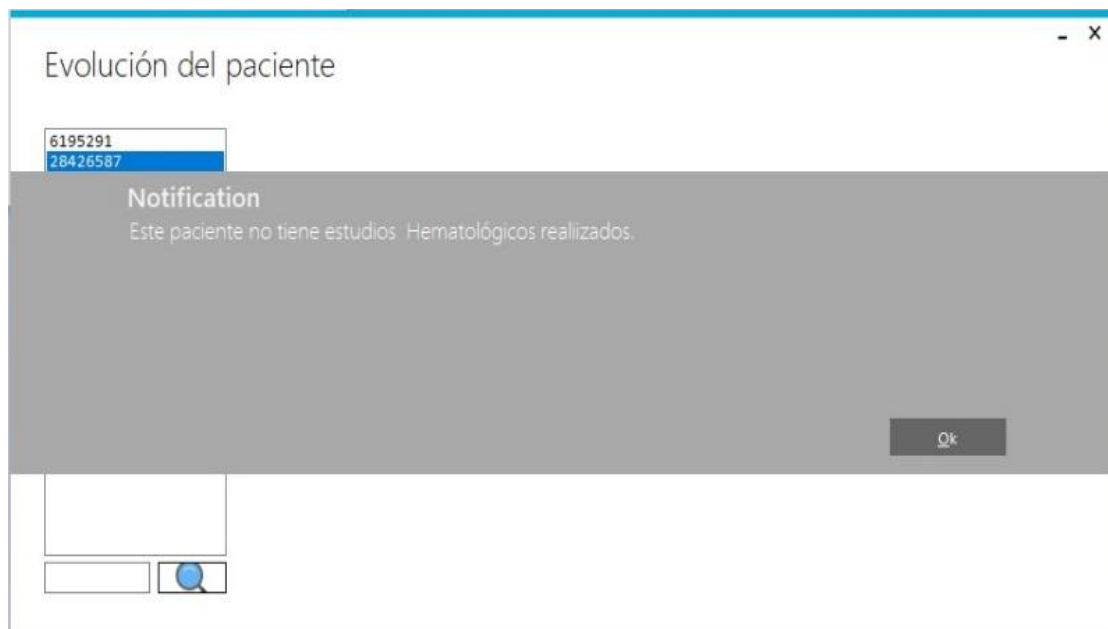 Evolución del paciente
6195291
28426587
Notification
Este paciente no tiene estudios Hematológicos realiizados.
Ok